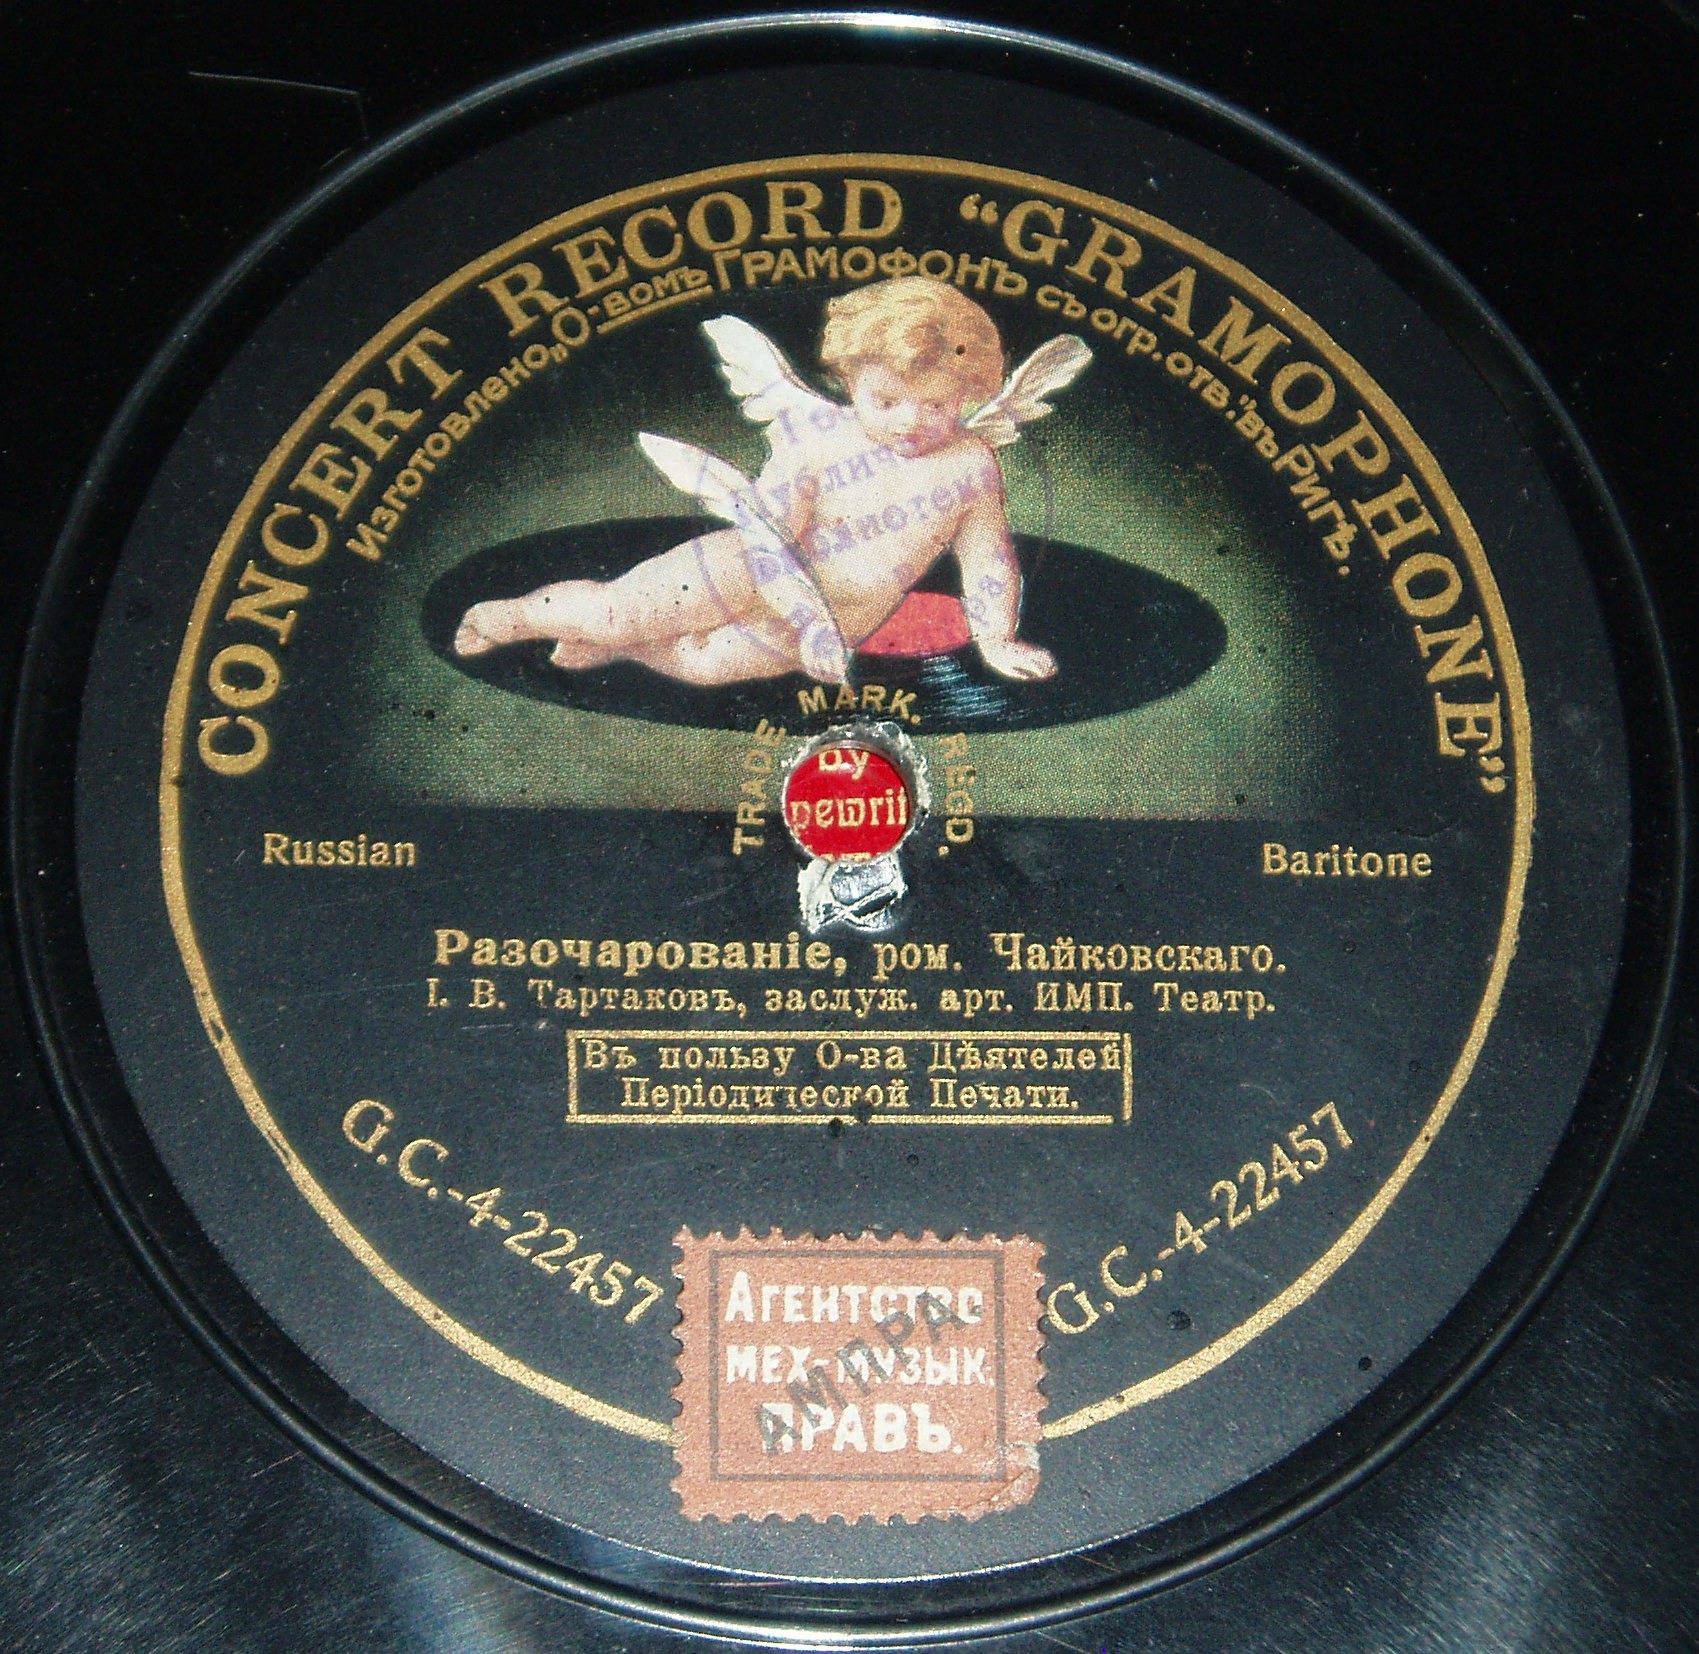 CONCERT RECORD “GRAMOPHONE”
Изготовлено „О-вомъ ГРАМОФОНЪ съ огр. отв.“ въ Ригѣ.
TRADE MARK. REGD.
pewrit
Russian
Baritone
Разочарованіе, ром. Чайковскаго.
І. В. Тартаковъ, заслуж. арт. ИМП. Театр.
Въ пользу О-ва Дѣятелей
Періодической Печати.
G.C.-4-22457
G.C.-4-22457
АГЕНТСТВО
МЕХ-МУЗЫК.
ПРАВЪ.
АМПРА.